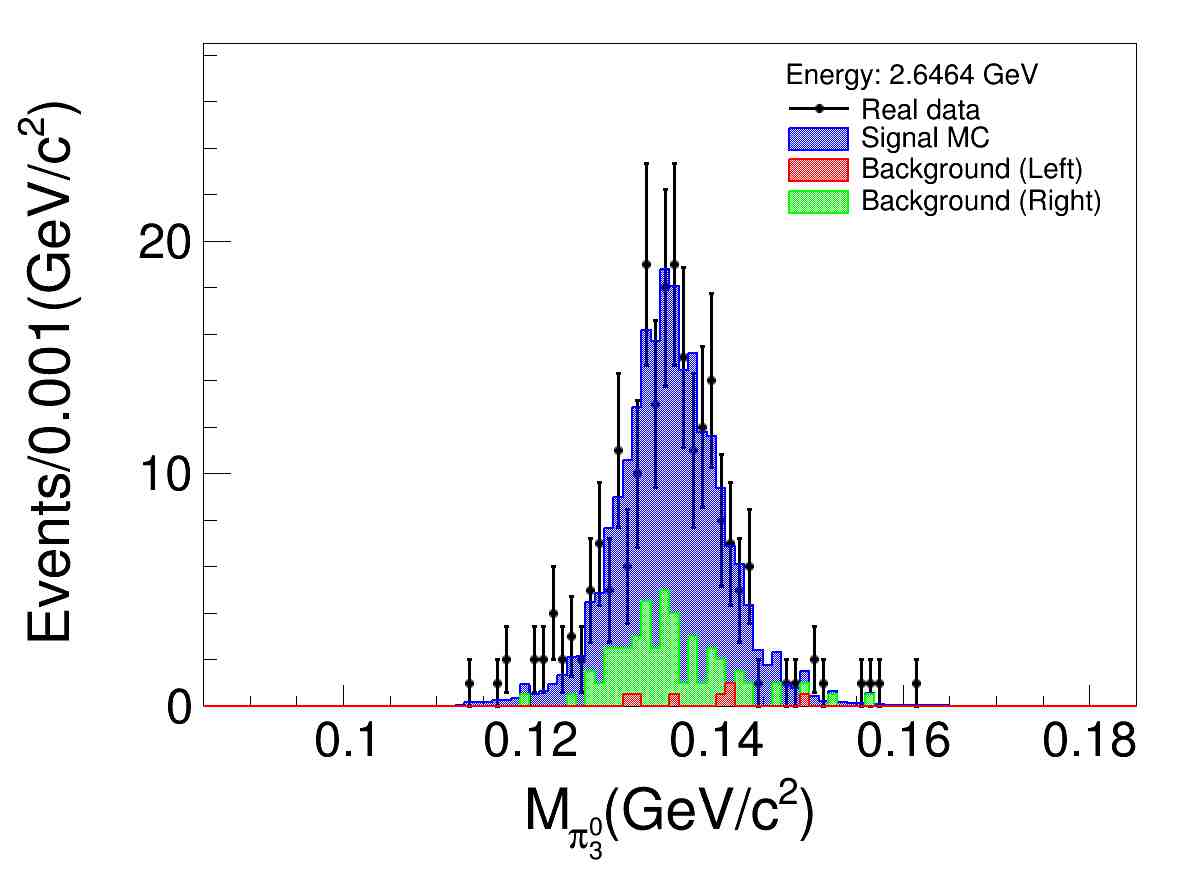 Energy: 2.6464 GeV
Real data
Signal MC
Background (Left)
Background (Right)
Events/0.001(GeV/c²)
20
10
0
0.1 0.12 0.14 0.16 0.18
M_{π⁰₃}(GeV/c²)